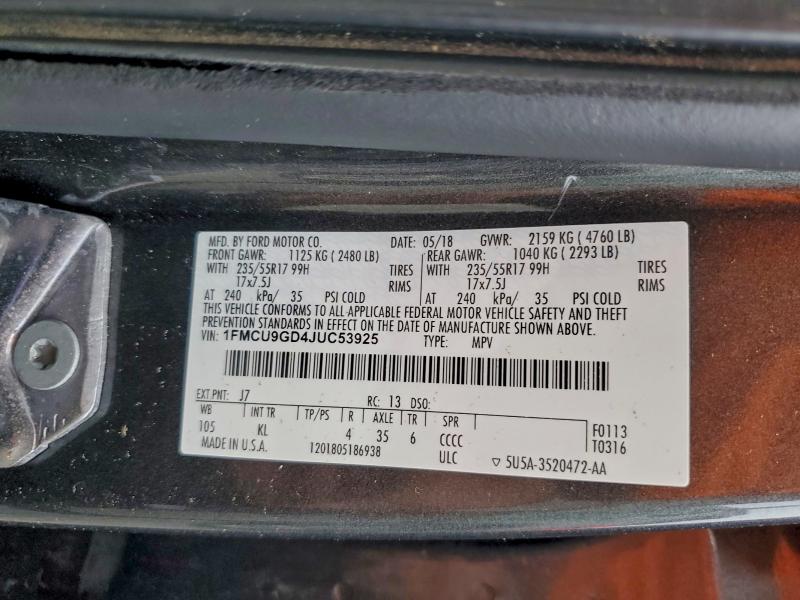 MFD. BY FORD MOTOR CO. DATE: 05/18 GVWR: 2159 KG ( 4760 LB)
FRONT GAWR: 1125 KG ( 2480 LB) REAR GAWR: 1040 KG ( 2293 LB)
WITH 235/55R17 99H TIRES WITH 235/55R17 99H TIRES
17x7.5J RIMS 17x7.5J RIMS
AT 240 kPa/ 35 PSI COLD AT 240 kPa/ 35 PSI COLD
THIS VEHICLE CONFORMS TO ALL APPLICABLE FEDERAL MOTOR VEHICLE SAFETY AND THEFT
PREVENTION STANDARDS IN EFFECT ON THE DATE OF MANUFACTURE SHOWN ABOVE.
VIN: 1FMCU9GD4JUC53925 TYPE: MPV
EXT PNT: J7 RC: 13 DSO:
WB INT TR TP/PS R AXLE TR SPR F0113
105 KL 4 35 6 CCCC T0316
MADE IN U.S.A. 1201805186938 ULC ▽ 5U5A-3520472-AA